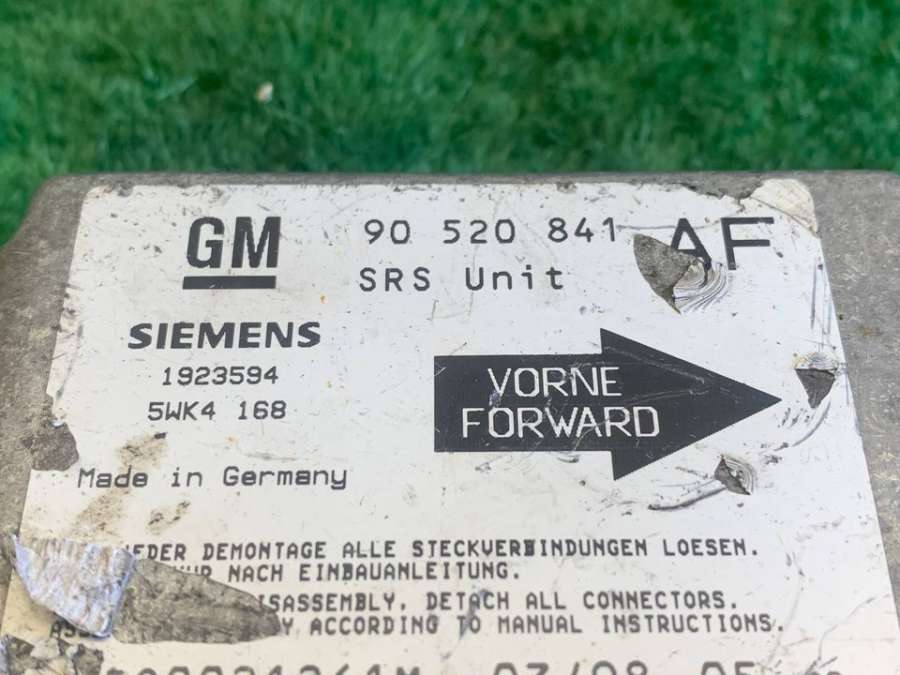 GM 90 520 841 AF
SRS Unit
SIEMENS
1923594
5WK4 168
VORNE
FORWARD
Made in Germany
DEMONTAGE ALLE STECKVERBINDUNGEN LOESEN.
NACH EINBAUANLEITUNG.
DETACH ALL CONNECTORS.
ACCORDING TO MANUAL INSTRUCTIONS.